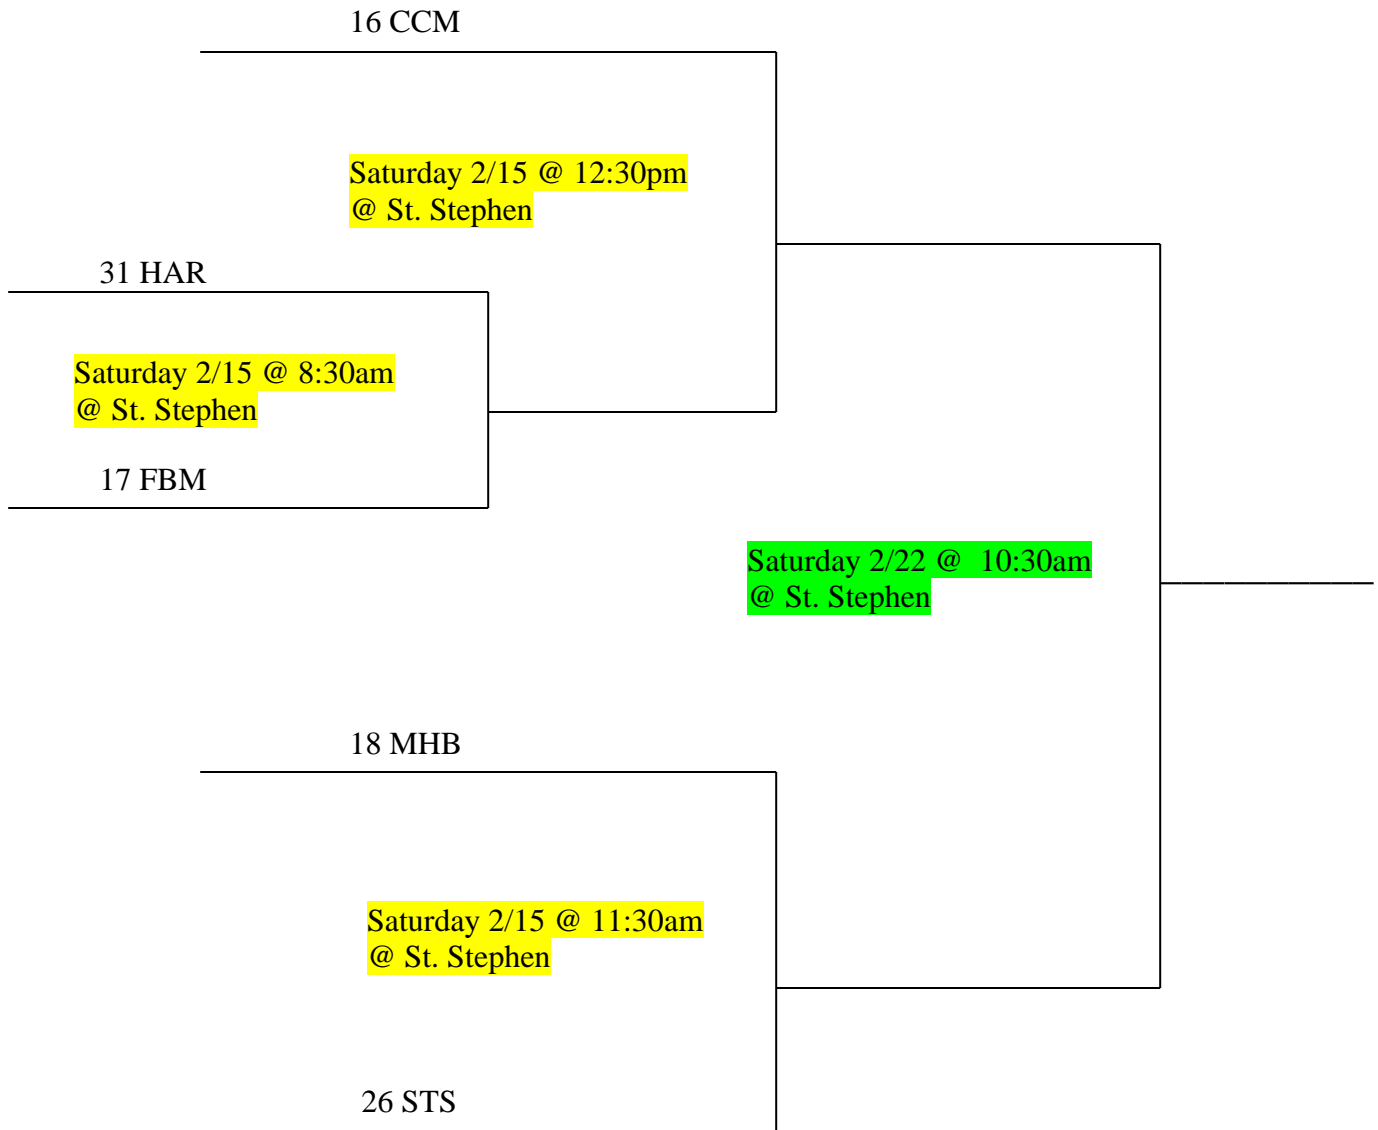 16 CCM
Saturday 2/15 @ 12:30pm
@ St. Stephen
31 HAR
Saturday 2/15 @ 8:30am
@ St. Stephen
17 FBM
Saturday 2/22 @  10:30am
@ St. Stephen
18 MHB
Saturday 2/15 @ 11:30am
@ St. Stephen
26 STS